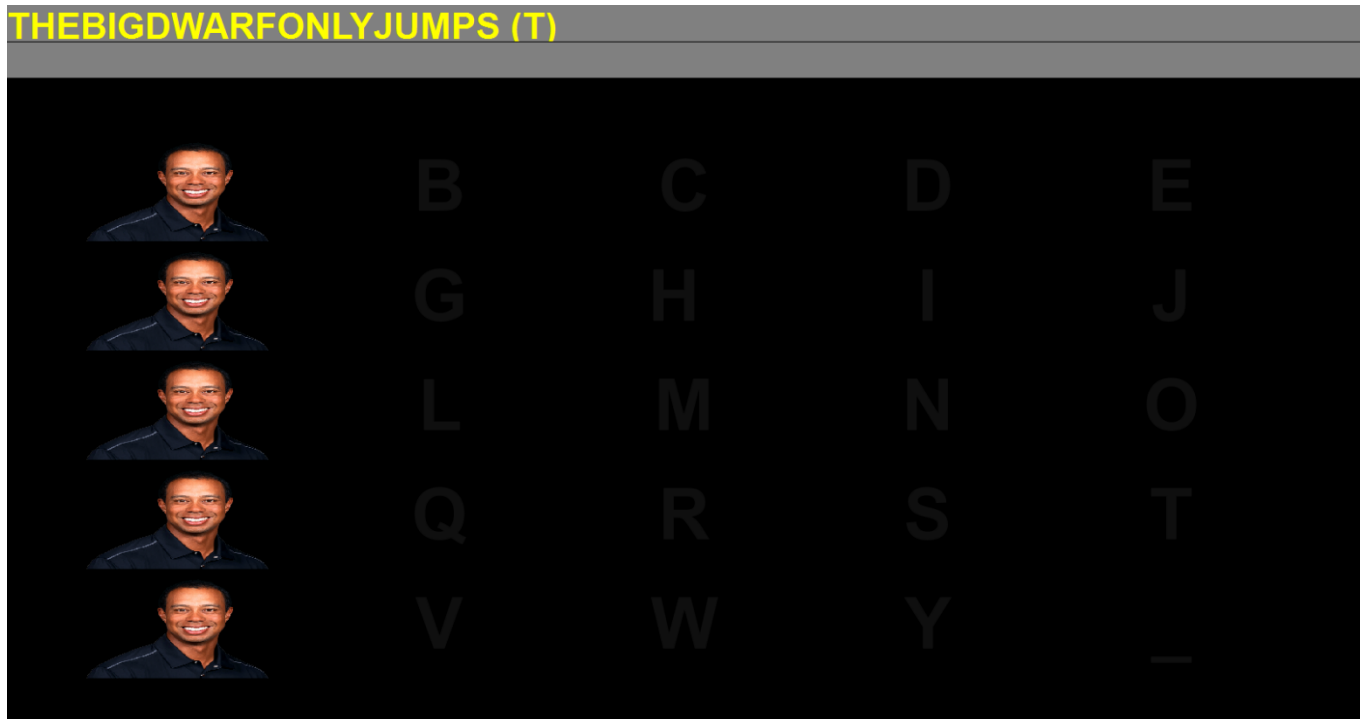 THEBIGDWARFONLYJUMPS (T)
B C D E
G H I J
L M N O
Q R S T
V W Y _